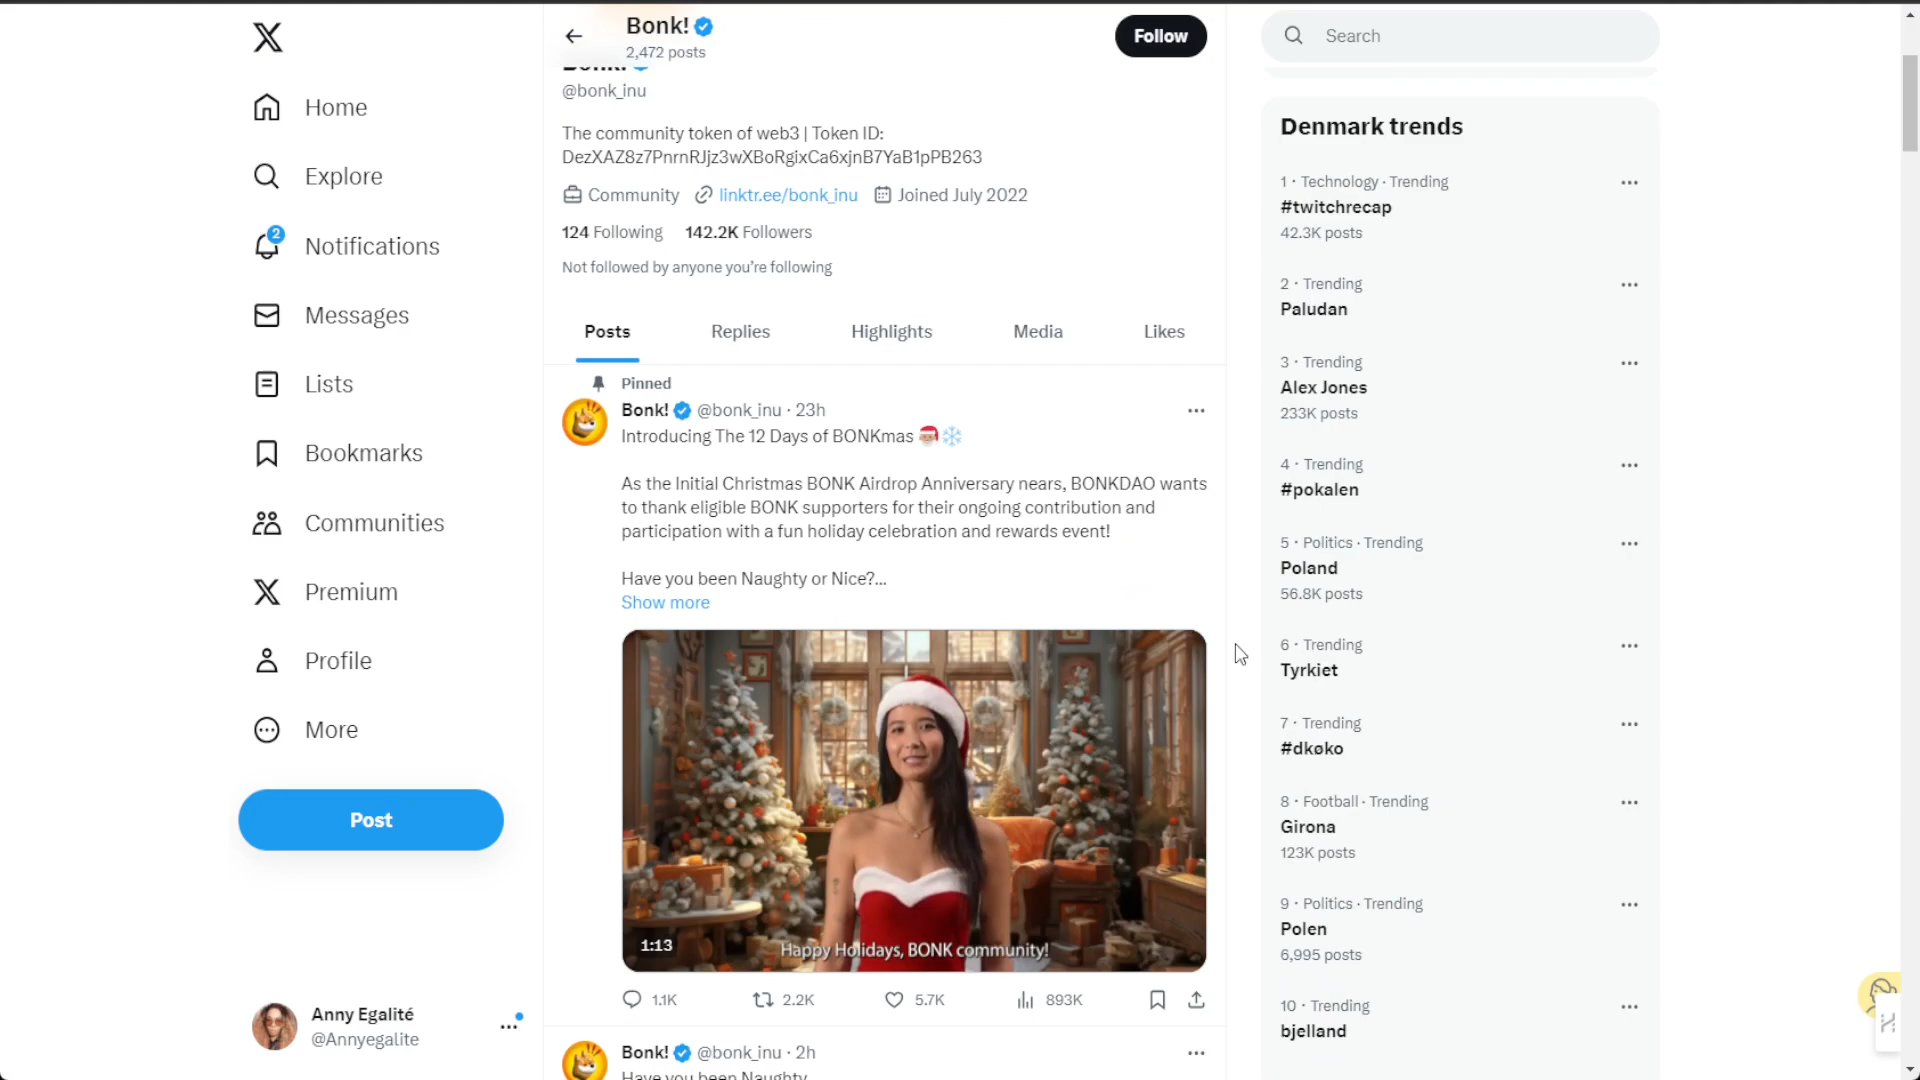 Home
Explore
2
Notifications
Messages
Lists
Bookmarks
Communities
Premium
Profile
More
Post
Anny Egalité
@Annyegalite
Bonk!
2,472 posts
Follow
Bonk!
@bonk_inu
The community token of web3 | Token ID:
DezXAZ8z7PnrnRJjz3wXBoRgixCa6xjnB7YaB1pPB263
Community linktr.ee/bonk_inu Joined July 2022
124 Following 142.2K Followers
Not followed by anyone you're following
Posts Replies Highlights Media Likes
Pinned
Bonk! @bonk_inu · 23h
Introducing The 12 Days of BONKmas 🎅🏼❄️
As the Initial Christmas BONK Airdrop Anniversary nears, BONKDAO wants
to thank eligible BONK supporters for their ongoing contribution and
participation with a fun holiday celebration and rewards event!
Have you been Naughty or Nice?...
Show more
1:13
Happy Holidays, BONK community!
1.1K 2.2K 5.7K 893K
Bonk! @bonk_inu · 2h
Have you been Naughty
Search
Denmark trends
1 · Technology · Trending
#twitchrecap
42.3K posts
2 · Trending
Paludan
3 · Trending
Alex Jones
233K posts
4 · Trending
#pokalen
5 · Politics · Trending
Poland
56.8K posts
6 · Trending
Tyrkiet
7 · Trending
#dkøko
8 · Football · Trending
Girona
123K posts
9 · Politics · Trending
Polen
6,995 posts
10 · Trending
bjelland